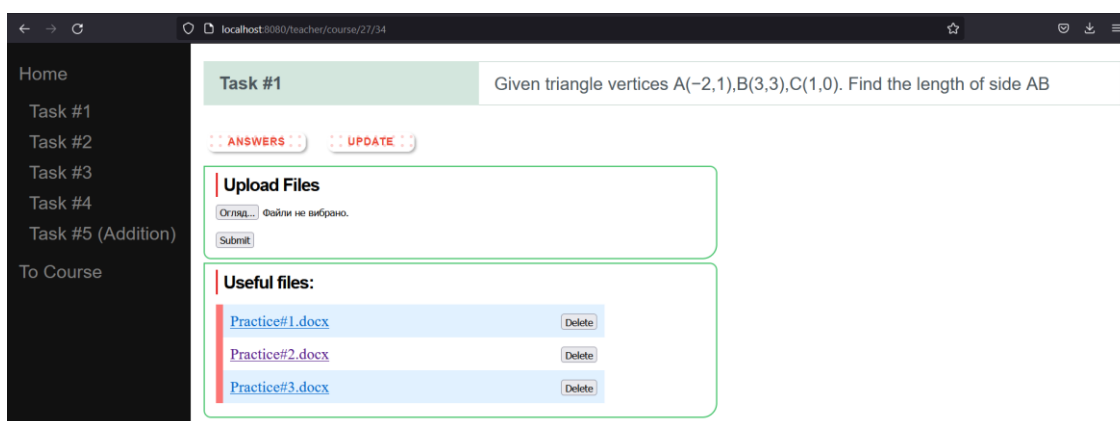 localhost:8080/teacher/course/27/34
Home
Task #1
Task #2
Task #3
Task #4
Task #5 (Addition)
To Course
Task #1
Given triangle vertices A(−2,1),B(3,3),C(1,0). Find the length of side AB
ANSWERS
UPDATE
Upload Files
Огляд... Файли не вибрано.
Submit
Useful files:
Practice#1.docx Delete
Practice#2.docx Delete
Practice#3.docx Delete